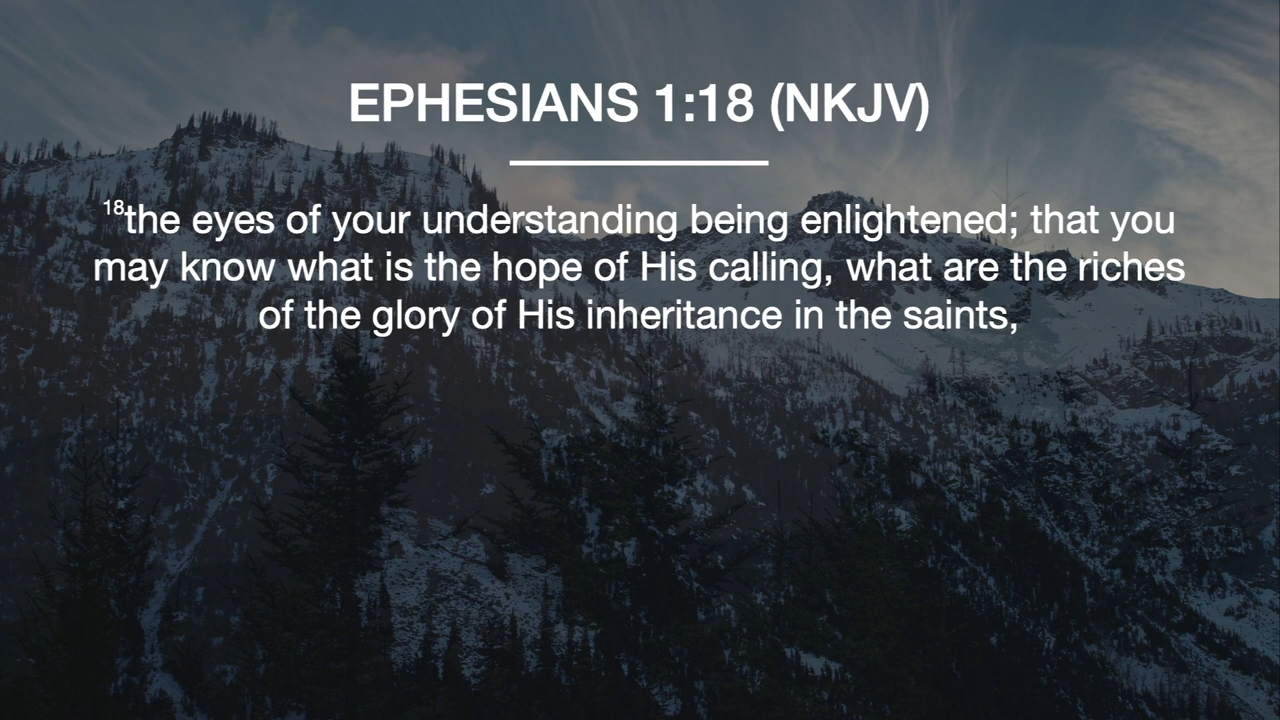 EPHESIANS 1:18 (NKJV)
18the eyes of your understanding being enlightened; that you
may know what is the hope of His calling, what are the riches
of the glory of His inheritance in the saints,